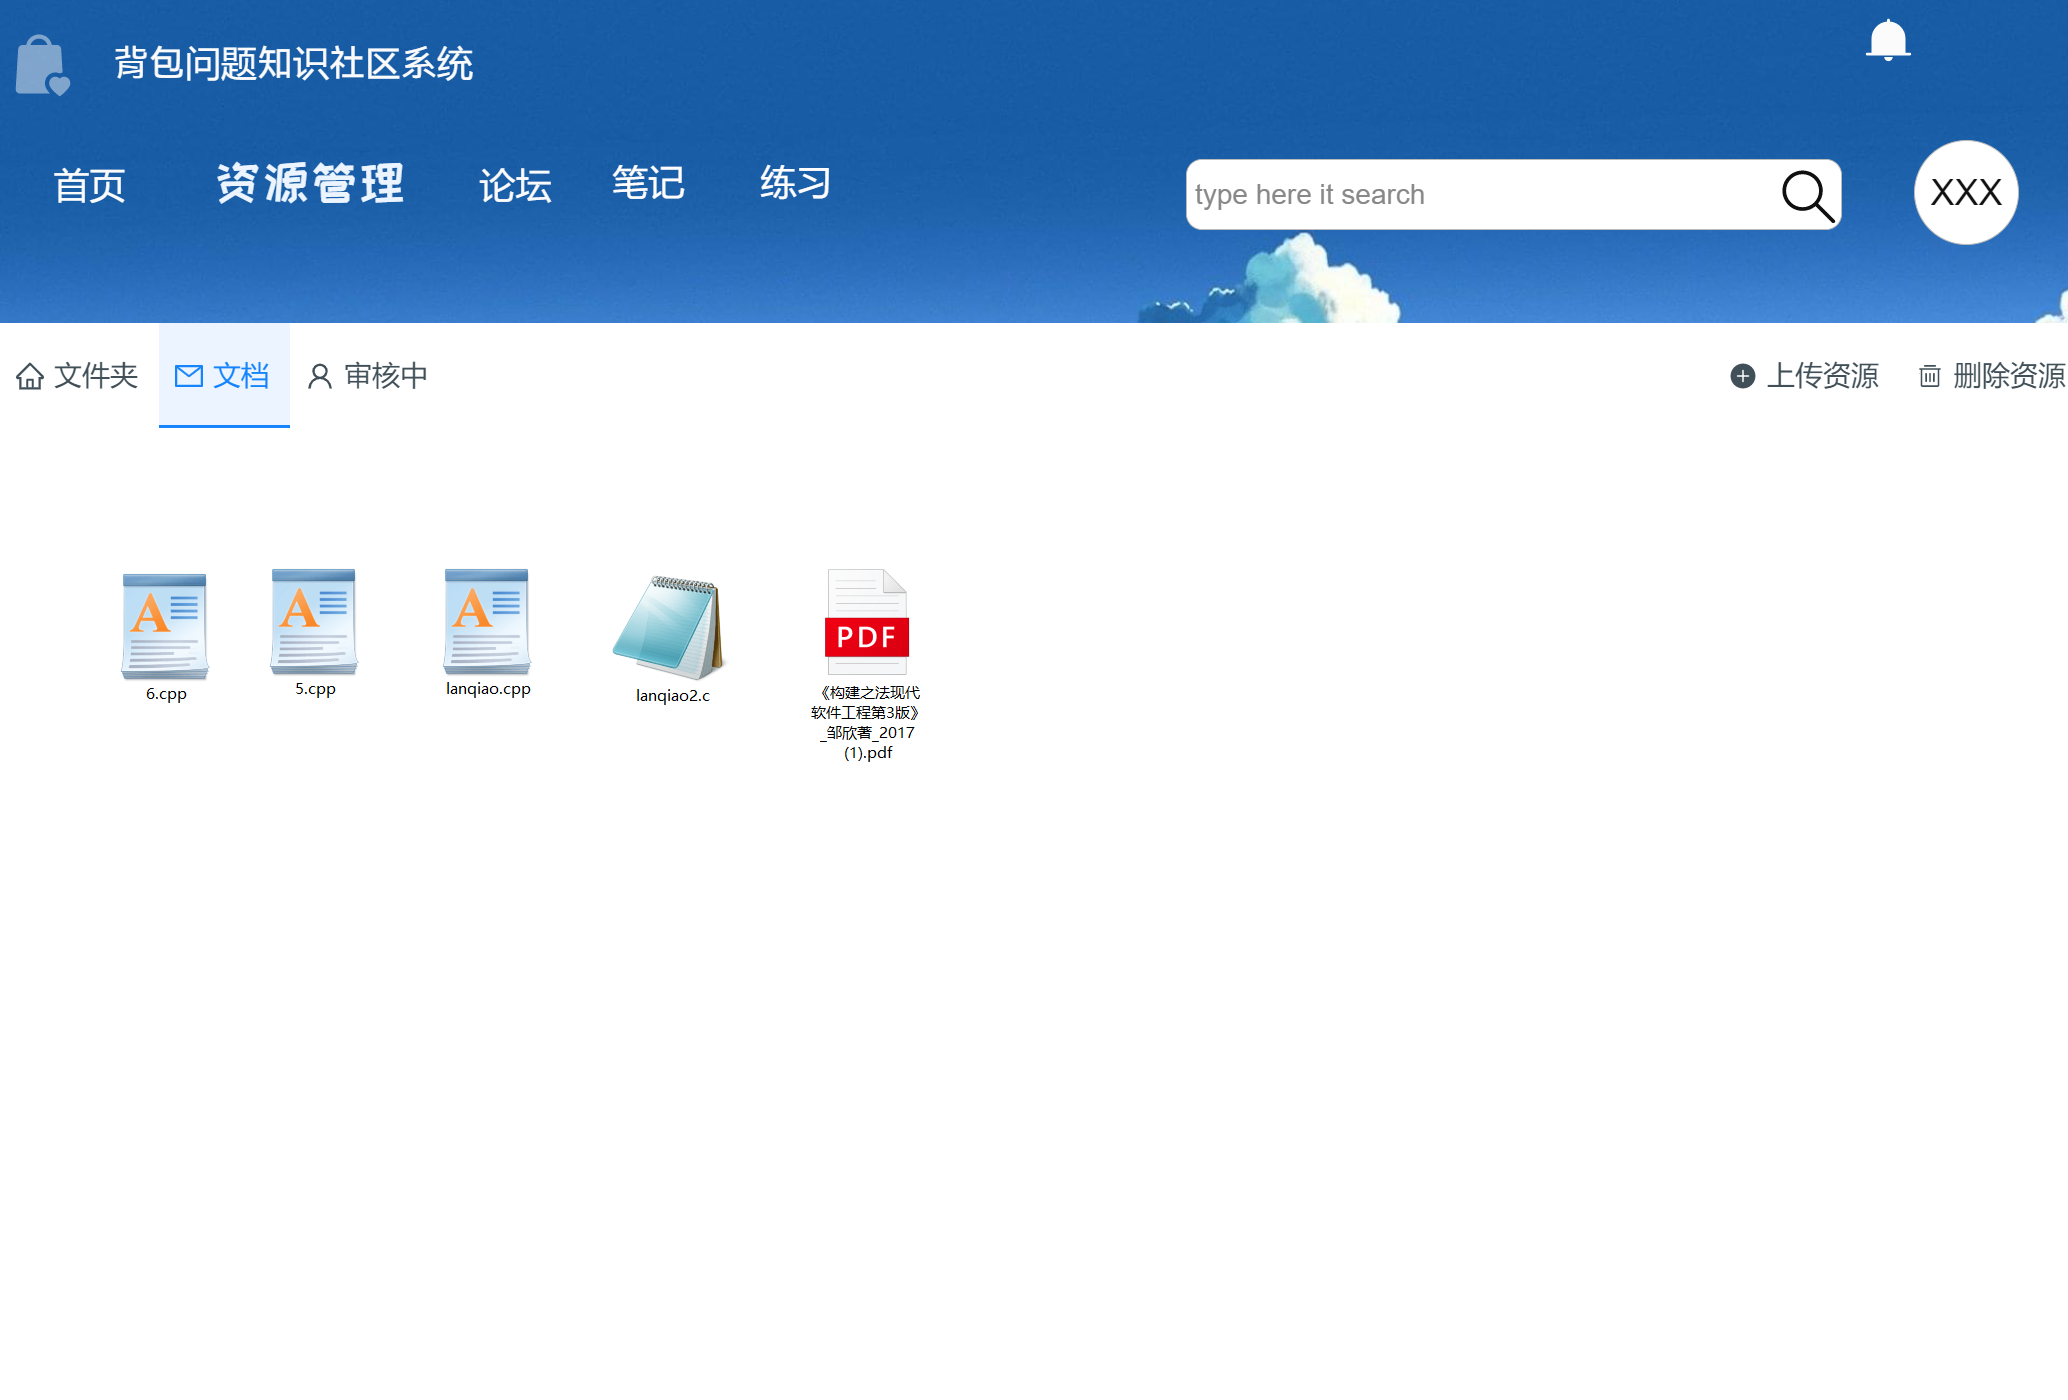 背包问题知识社区系统
首页 资源管理 论坛 笔记 练习
type here it search
XXX
文件夹 文档 审核中 上传资源 删除资源
A
6.cpp
A
5.cpp
A
lanqiao.cpp
lanqiao2.c
PDF
《构建之法现代
软件工程第3版》
_邹欣著_2017
(1).pdf